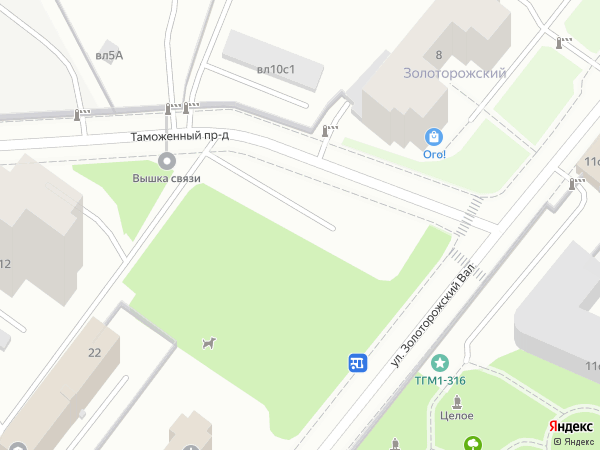 вл5А
вл10с1
8
Золоторожский
Таможенный пр-д
Ого!
11с
Вышка связи
12
ул. Золоторожский Вал
22
ТГМ1-316
11с
Целое
Яндекс
© Яндекс